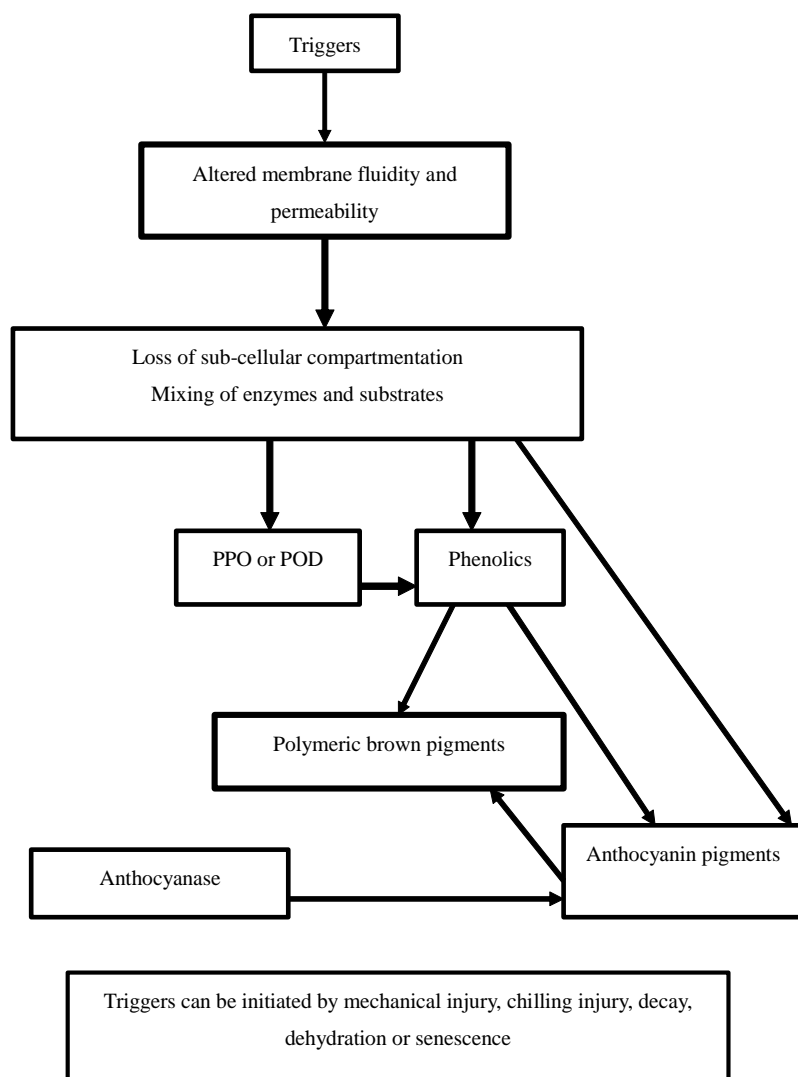 Triggers
Altered membrane fluidity and
permeability
Loss of sub-cellular compartmentation
Mixing of enzymes and substrates
PPO or POD
Phenolics
Polymeric brown pigments
Anthocyanin pigments
Anthocyanase
Triggers can be initiated by mechanical injury, chilling injury, decay,
dehydration or senescence